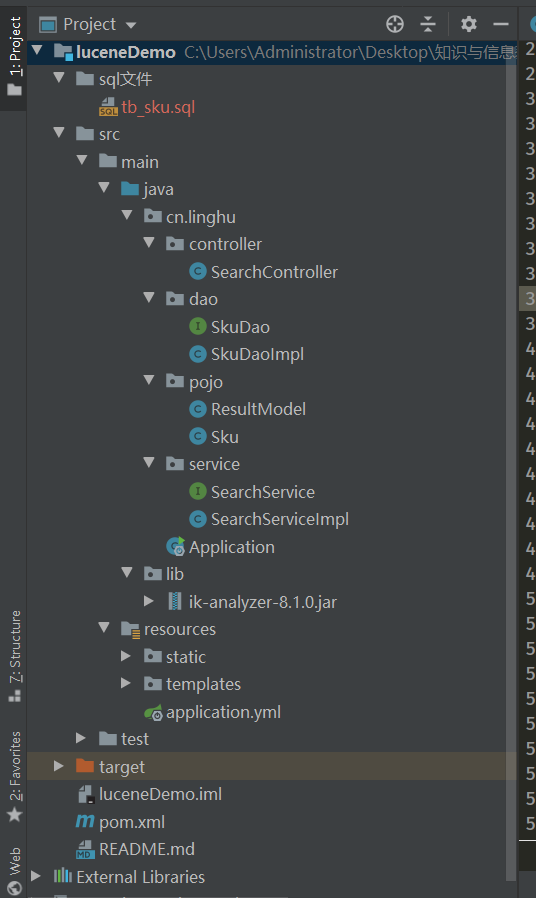 Project
1: Project
luceneDemo C:\Users\Administrator\Desktop\知识与信息
sql文件
tb_sku.sql
src
main
java
cn.linghu
controller
SearchController
dao
SkuDao
SkuDaoImpl
pojo
ResultModel
Sku
service
SearchService
SearchServiceImpl
Application
lib
ik-analyzer-8.1.0.jar
resources
static
templates
application.yml
test
target
luceneDemo.iml
pom.xml
README.md
External Libraries
7: Structure
2: Favorites
Web
2
2
3
3
3
3
3
3
3
3
3
3
4
4
4
4
4
4
4
4
4
4
5
5
5
5
5
5
5
5
5
5